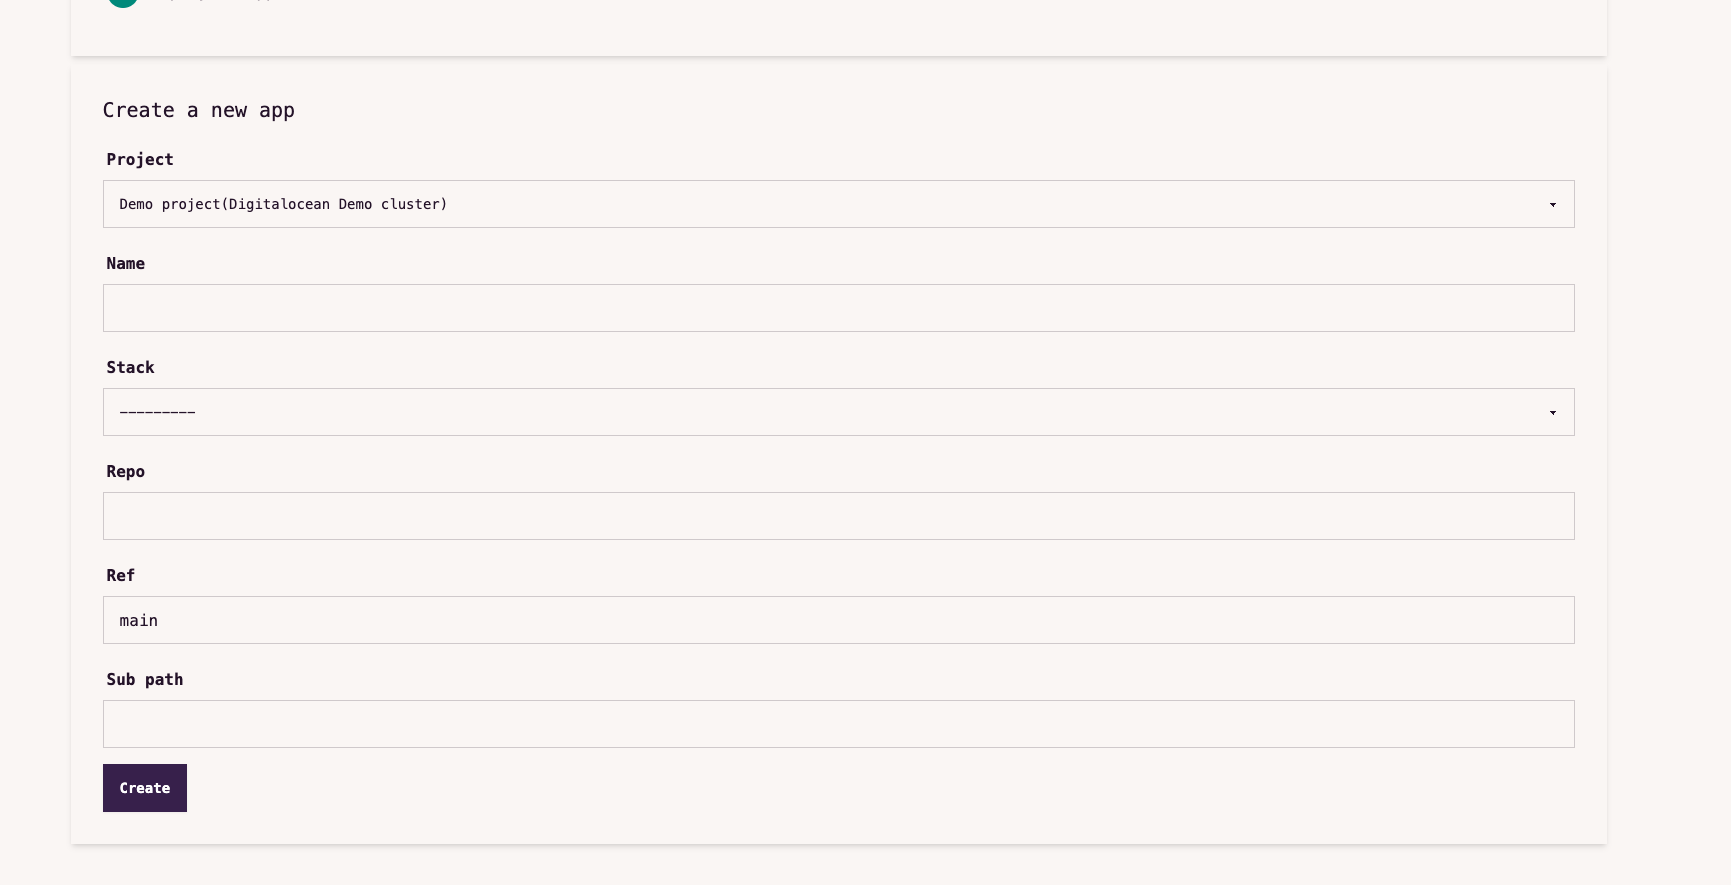 Create a new app
Project
Demo project(Digitalocean Demo cluster)
Name
Stack
---------
Repo
Ref
main
Sub path
Create